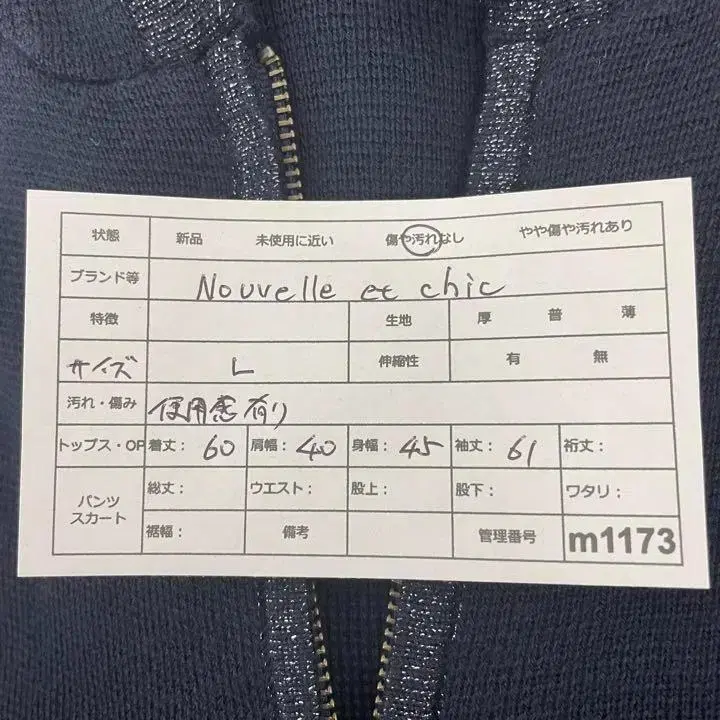 状態 新品 未使用に近い 傷や汚れなし やや傷や汚れあり
ブランド等 Nouvelle et chic
特徴 生地 厚 普 薄
サイズ L 伸縮性 有 無
汚れ・傷み 使用感有り
トップス・OP 着丈： 60 肩幅： 40 身幅： 45 袖丈： 61 裄丈：
パンツ スカート 総丈： ウエスト： 股上： 股下： ワタリ：
裾幅： 備考 管理番号 m1173